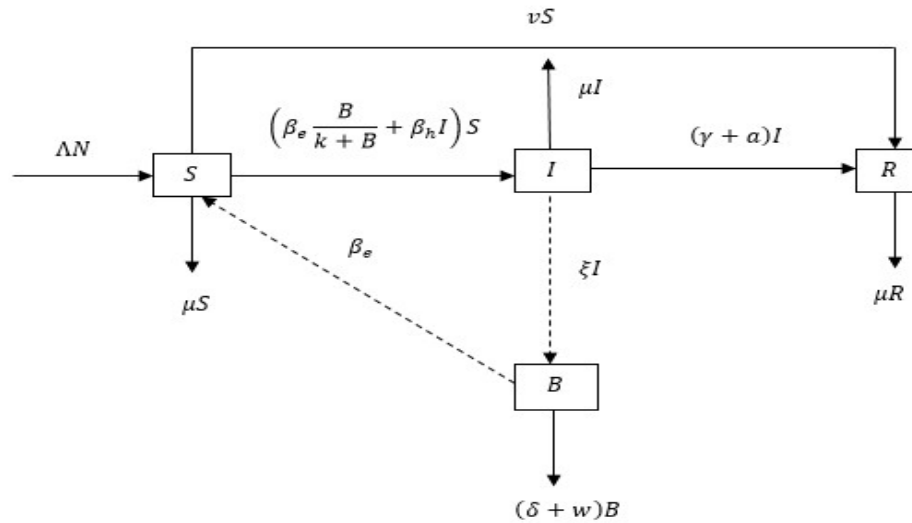 vS
μI
(β_e B/(k + B) + β_h I) S
(γ + a)I
ΛN
S
I
R
β_e
ξI
μS
μR
B
(δ + w)B